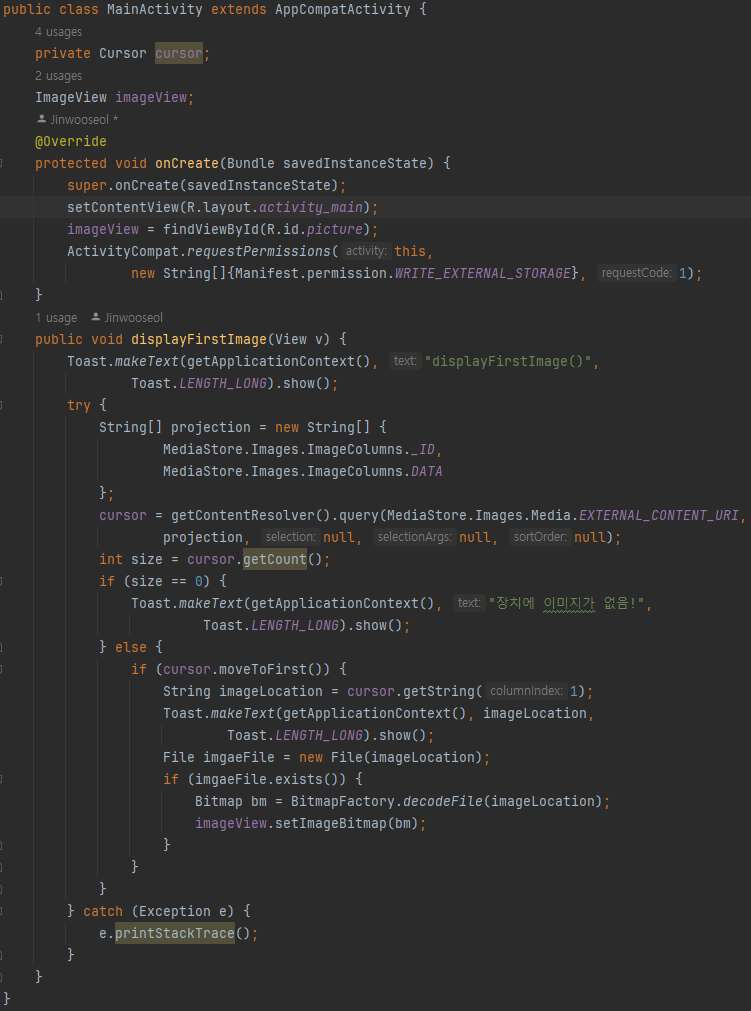 public class MainActivity extends AppCompatActivity {
4 usages
private Cursor cursor;
2 usages
ImageView imageView;
Jinwooseol *
@Override
protected void onCreate(Bundle savedInstanceState) {
super.onCreate(savedInstanceState);
setContentView(R.layout.activity_main);
imageView = findViewById(R.id.picture);
ActivityCompat.requestPermissions( activity: this,
new String[]{Manifest.permission.WRITE_EXTERNAL_STORAGE}, requestCode: 1);
}
1 usage Jinwooseol
public void displayFirstImage(View v) {
Toast.makeText(getApplicationContext(), text: "displayFirstImage()",
Toast.LENGTH_LONG).show();
try {
String[] projection = new String[] {
MediaStore.Images.ImageColumns._ID,
MediaStore.Images.ImageColumns.DATA
};
cursor = getContentResolver().query(MediaStore.Images.Media.EXTERNAL_CONTENT_URI,
projection, selection: null, selectionArgs: null, sortOrder: null);
int size = cursor.getCount();
if (size == 0) {
Toast.makeText(getApplicationContext(), text: "장치에 이미지가 없음!",
Toast.LENGTH_LONG).show();
} else {
if (cursor.moveToFirst()) {
String imageLocation = cursor.getString( columnIndex: 1);
Toast.makeText(getApplicationContext(), imageLocation,
Toast.LENGTH_LONG).show();
File imgaeFile = new File(imageLocation);
if (imgaeFile.exists()) {
Bitmap bm = BitmapFactory.decodeFile(imageLocation);
imageView.setImageBitmap(bm);
}
}
}
} catch (Exception e) {
e.printStackTrace();
}
}
}